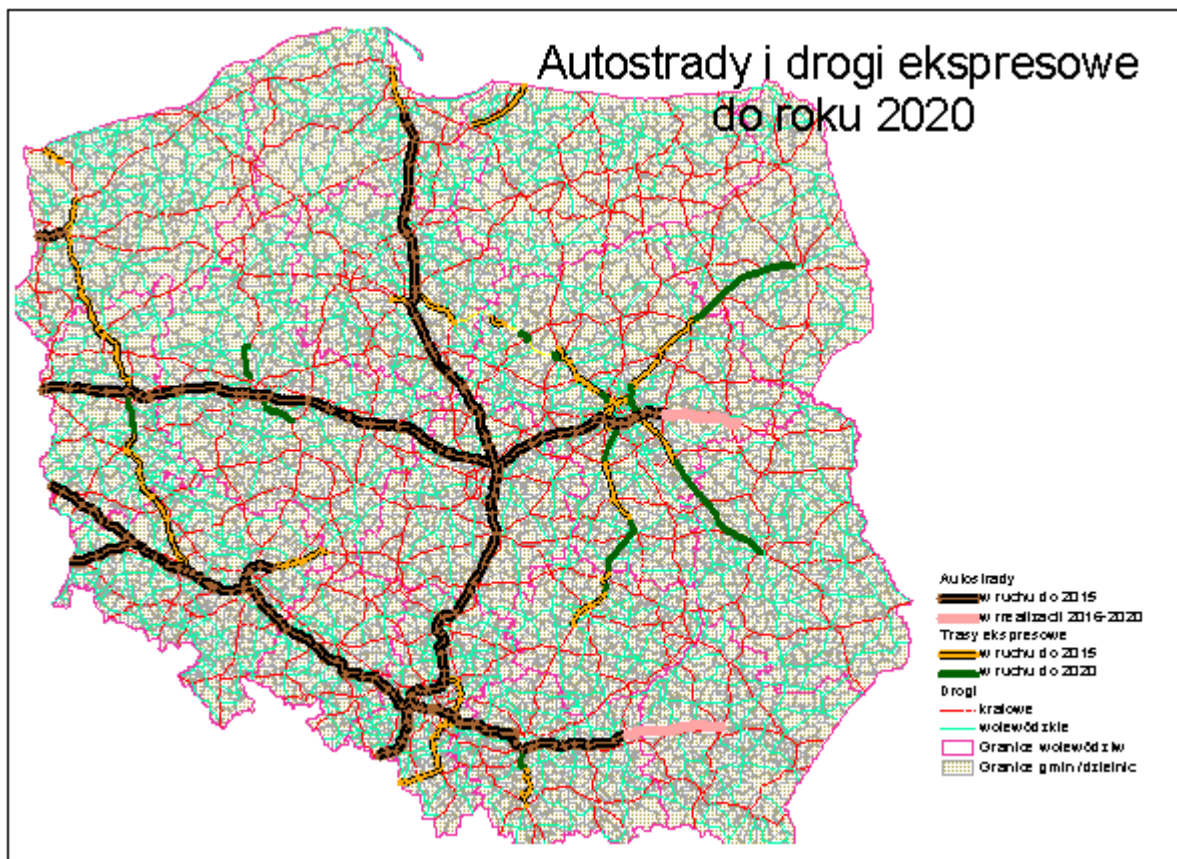 Autostrady i drogi ekspresowe
do roku 2020
Autostrady
w ruchu do 2015
w rrealizacji 2016-2020
Trasy ekspresowe
w ruchu do 2015
w ruchu do 2020
Drogi
krajowe
wojewódzkie
Granice województw
Granice gmin /dzielnic